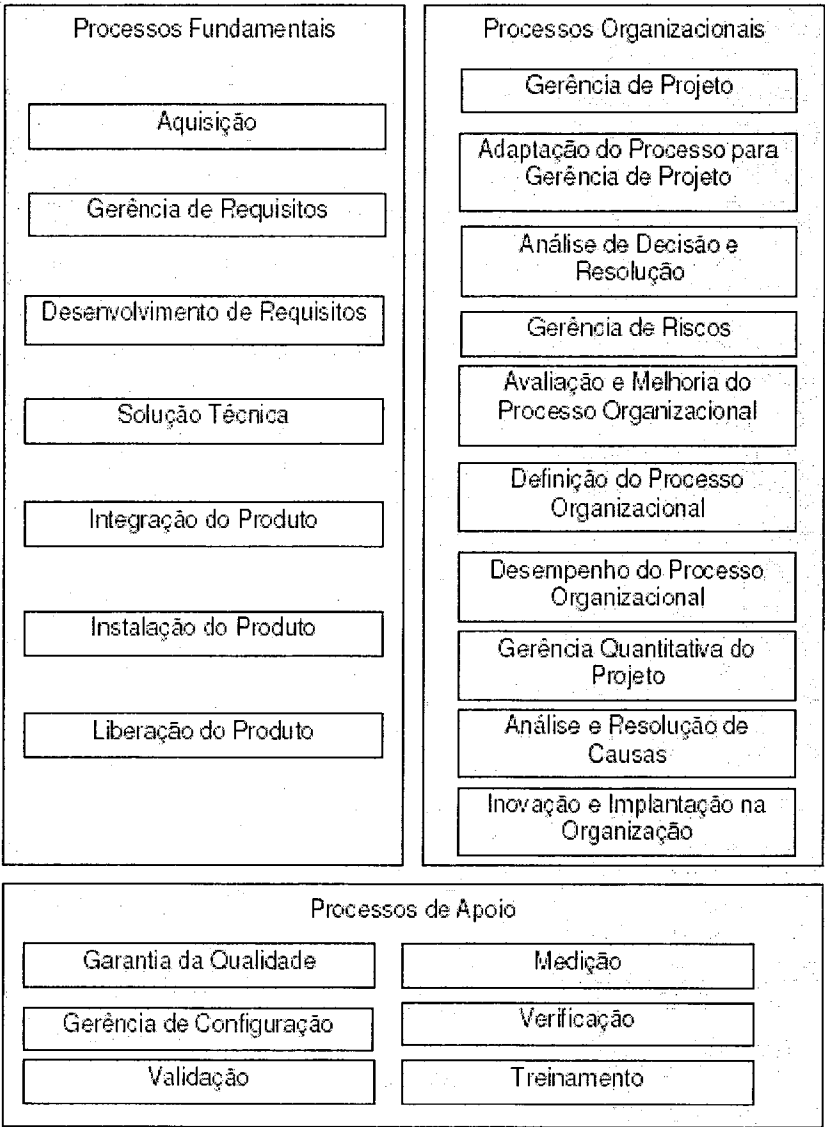 Processos Fundamentais
Aquisição
Gerência de Requisitos
Desenvolvimento de Requisitos
Solução Técnica
Integração do Produto
Instalação do Produto
Liberação do Produto
Processos Organizacionais
Gerência de Projeto
Adaptação do Processo para
Gerência de Projeto
Análise de Decisão e
Resolução
Gerência de Riscos
Avaliação e Melhoria do
Processo Organizacional
Definição do Processo
Organizacional
Desempenho do Processo
Organizacional
Gerência Quantitativa do
Projeto
Análise e Resolução de
Causas
Inovação e Implantação na
Organização
Processos de Apoio
Garantia da Qualidade
Medição
Gerência de Configuração
Verificação
Validação
Treinamento